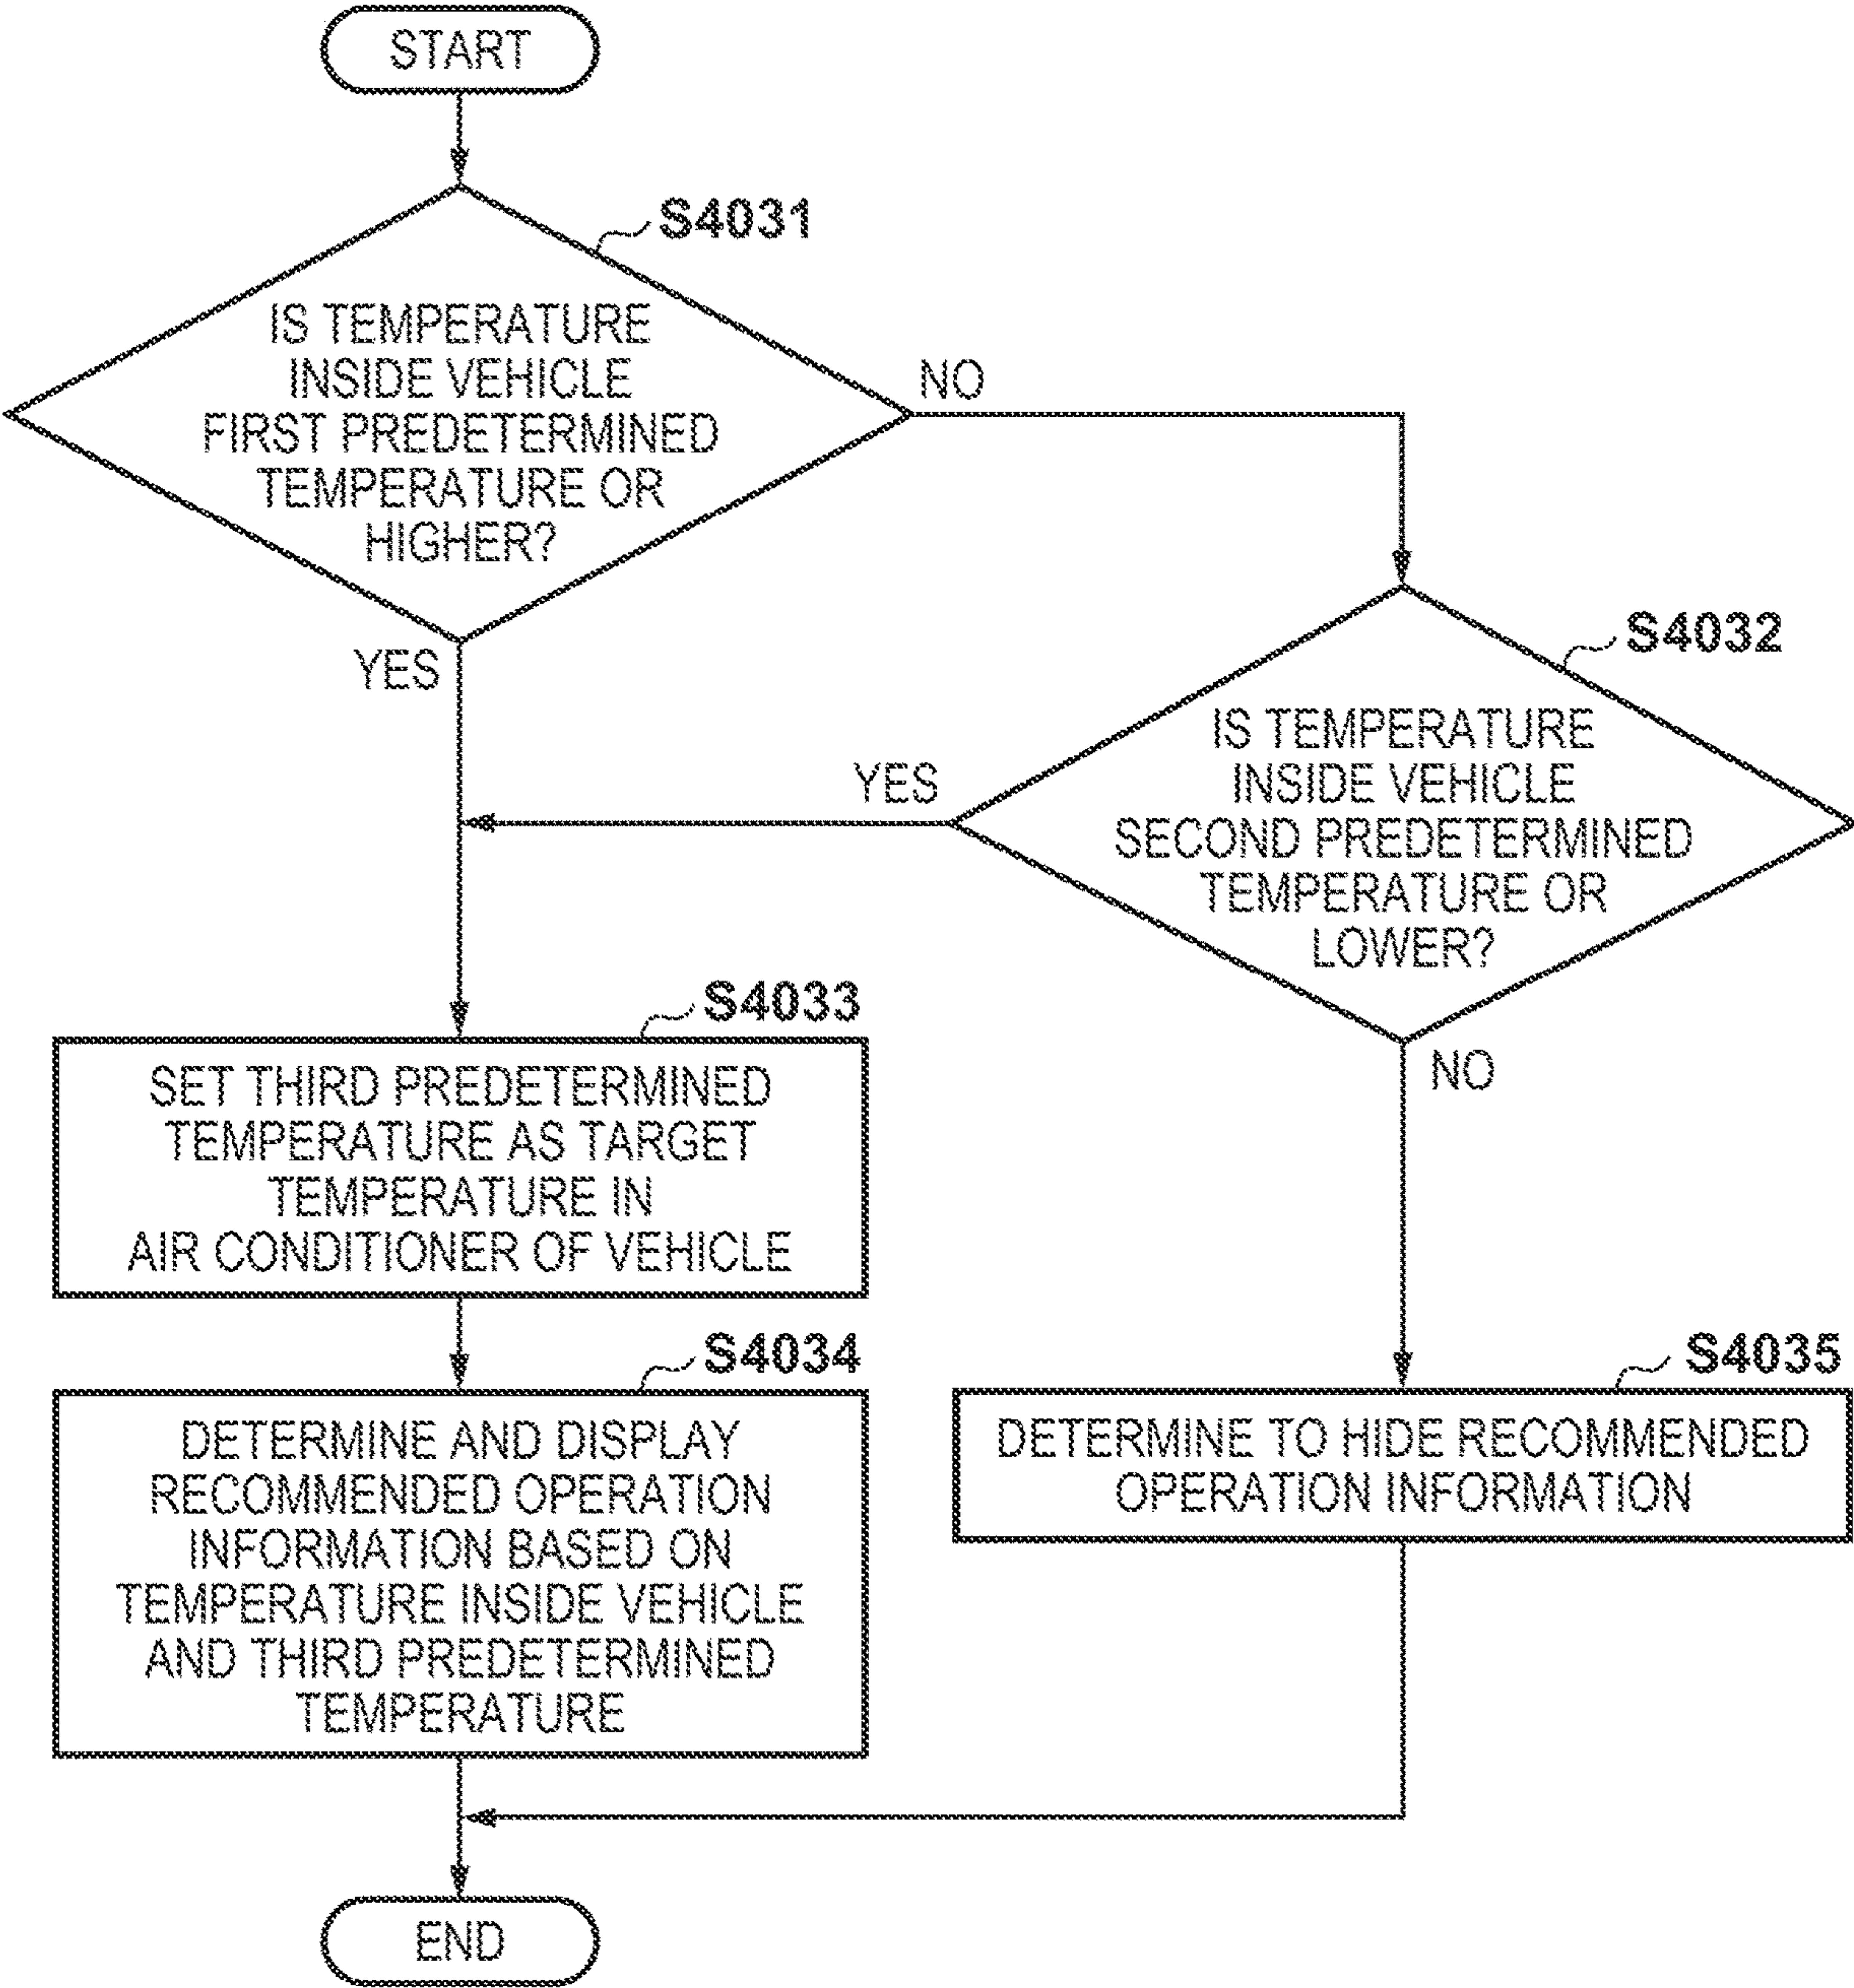 START
S4031
IS TEMPERATURE
INSIDE VEHICLE
FIRST PREDETERMINED
TEMPERATURE OR
HIGHER?
NO
YES
S4032
IS TEMPERATURE
INSIDE VEHICLE
SECOND PREDETERMINED
TEMPERATURE OR
LOWER?
YES
NO
S4033
SET THIRD PREDETERMINED
TEMPERATURE AS TARGET
TEMPERATURE IN
AIR CONDITIONER OF VEHICLE
S4034
DETERMINE AND DISPLAY
RECOMMENDED OPERATION
INFORMATION BASED ON
TEMPERATURE INSIDE VEHICLE
AND THIRD PREDETERMINED
TEMPERATURE
S4035
DETERMINE TO HIDE RECOMMENDED
OPERATION INFORMATION
END